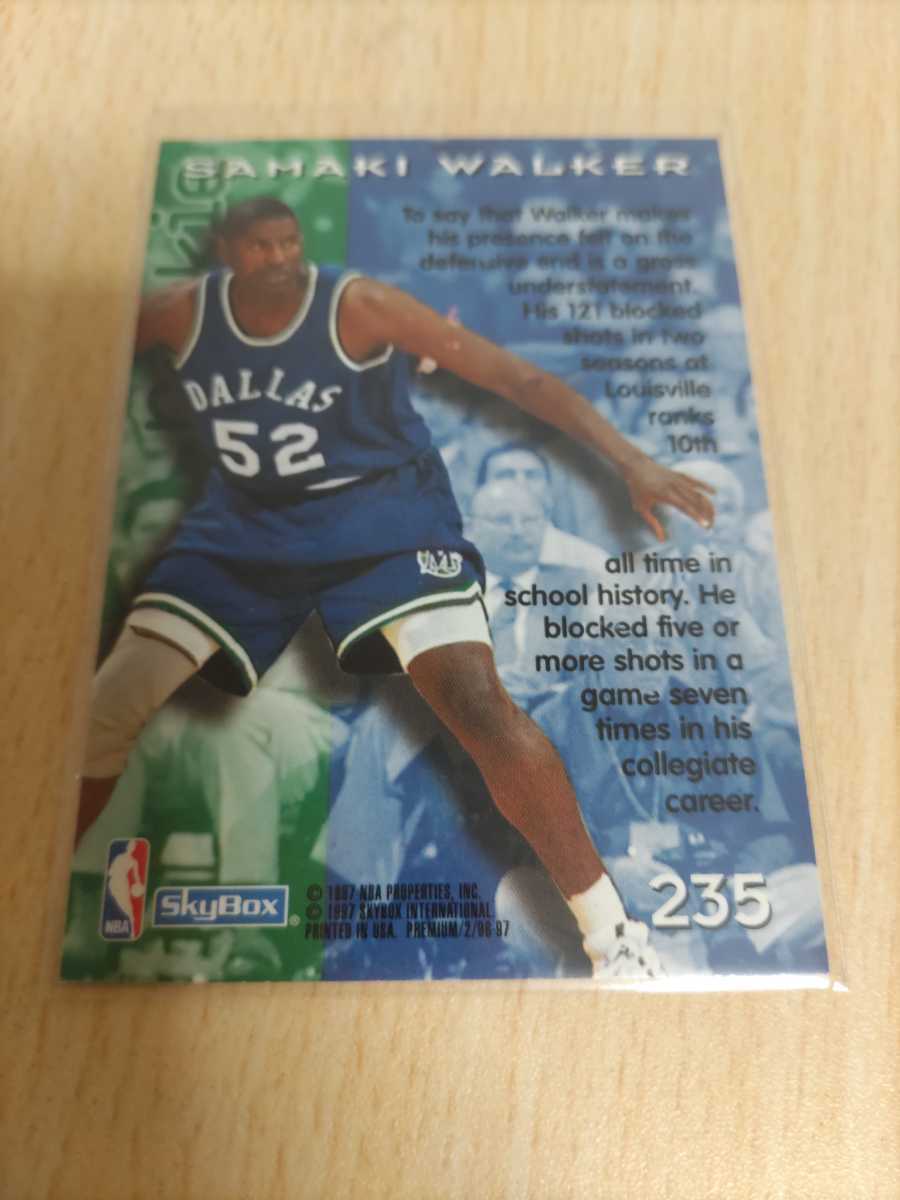 SAMAKI WALKER
To say that Walker makes
his presence felt on the
defensive end is a gross
understatement.
His 121 blocked
shots in two
seasons at
Louisville
ranks
10th
all time in
school history. He
blocked five or
more shots in a
game seven
times in his
collegiate
career.
DALLAS
52
NBA
SkyBox®
© 1997 NBA PROPERTIES, INC.
© 1997 SKYBOX INTERNATIONAL.
PRINTED IN USA. PREMIUM/2/96-97
235